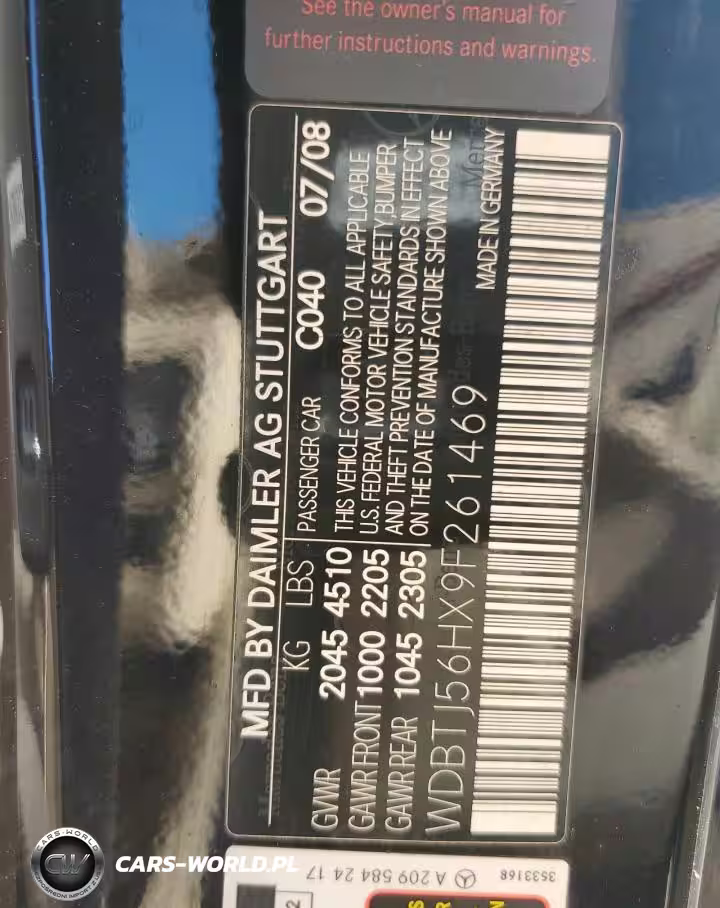 See the owner's manual for
further instructions and warnings.
MFD BY DAIMLER AG STUTTGART
KG LBS
GVWR 2045 4510
GAWR FRONT 1000 2205
GAWR REAR 1045 2305
PASSENGER CAR C040 07/08
THIS VEHICLE CONFORMS TO ALL APPLICABLE
U.S. FEDERAL MOTOR VEHICLE SAFETY,BUMPER
AND THEFT PREVENTION STANDARDS IN EFFECT
ON THE DATE OF MANUFACTURE SHOWN ABOVE
MADE IN GERMANY
WDBTJ56HX9F261469
A 209 584 24 17
3533168
CARS-WORLD
CW
CARS-WORLD.PL